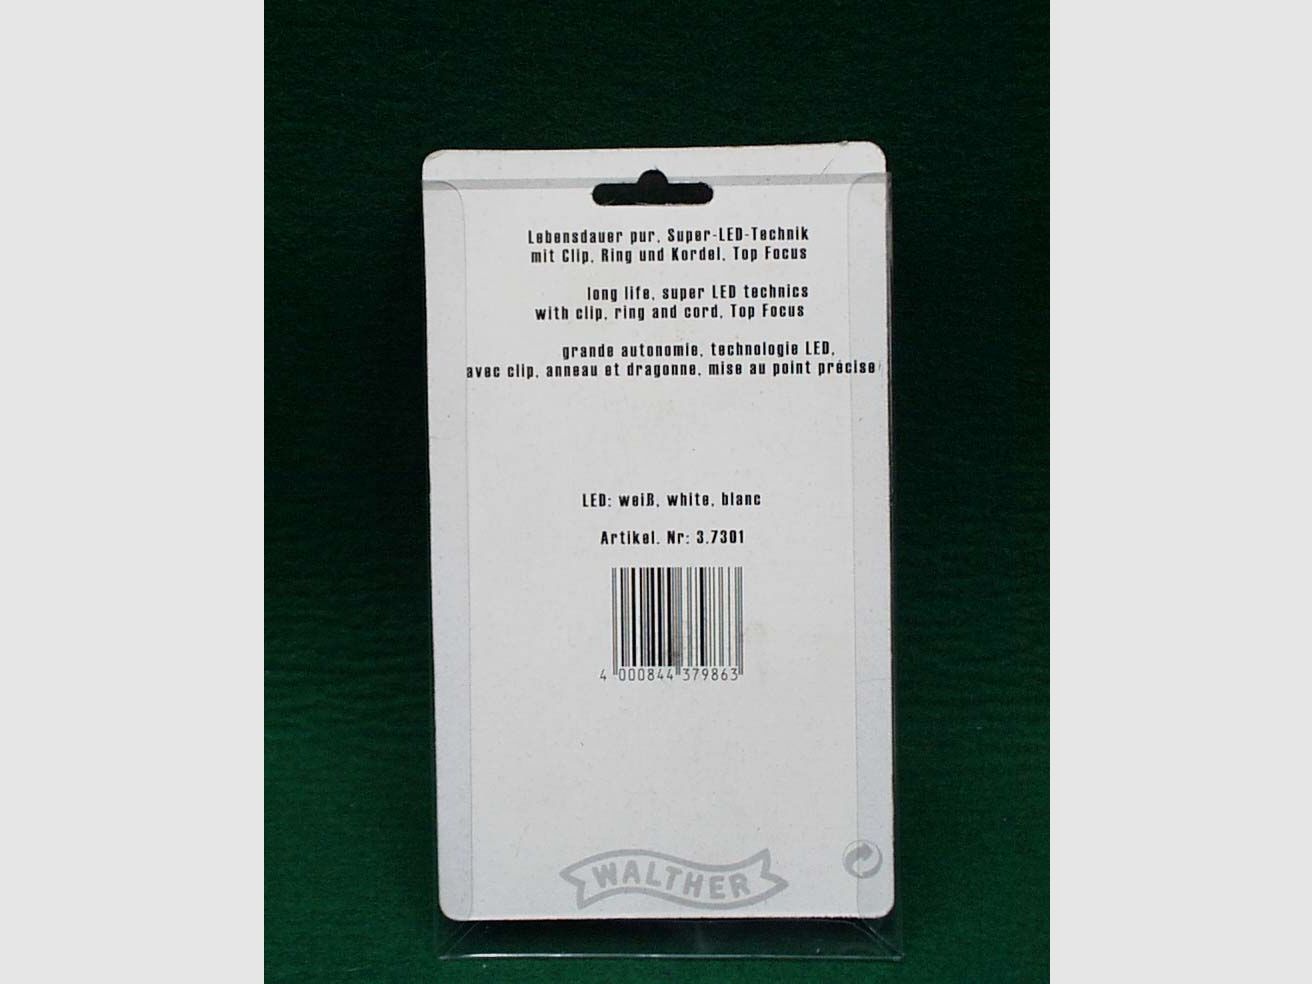 Lebensdauer pur, Super-LED-Technik
mit Clip, Ring und Kordel, Top Focus
long life, super LED technics
with clip, ring and cord, Top Focus
grande autonomie, technologie LED,
avec clip, anneau et dragonne, mise au point précise
LED: weiß, white, blanc
Artikel. Nr: 3.7301
4 000844 379863
WALTHER